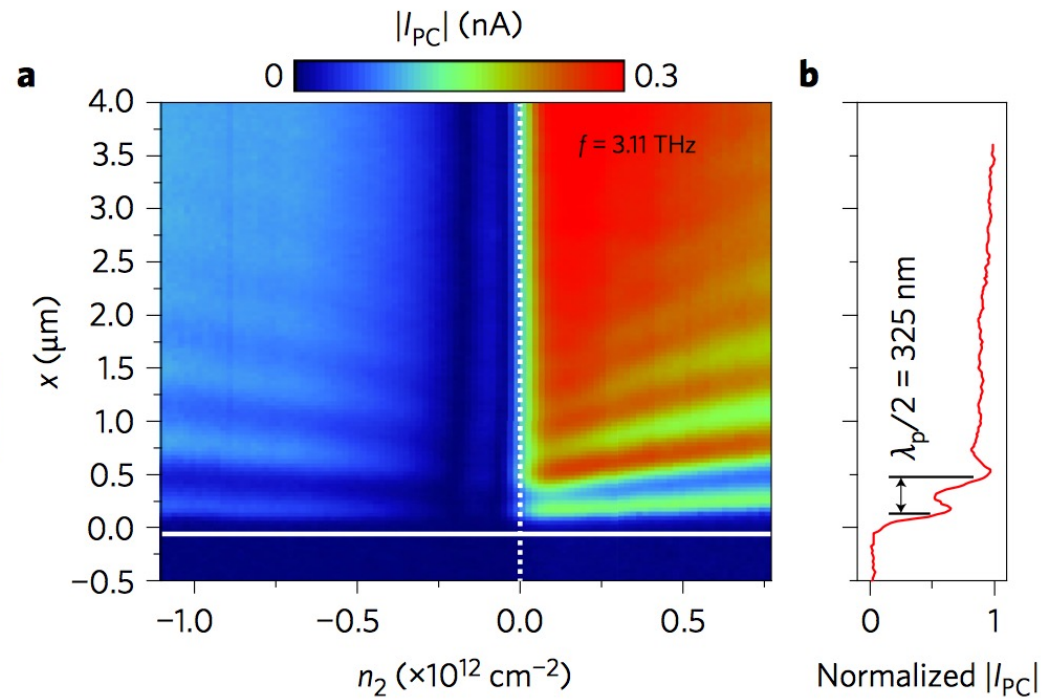 |I_PC| (nA)
a
0
0.3
b
4.0
3.5
3.0
2.5
2.0
1.5
1.0
0.5
0.0
−0.5
x (μm)
f = 3.11 THz
−1.0
−0.5
0.0
0.5
n_2 (×10^12 cm^−2)
λ_p/2 = 325 nm
0
1
Normalized |I_PC|